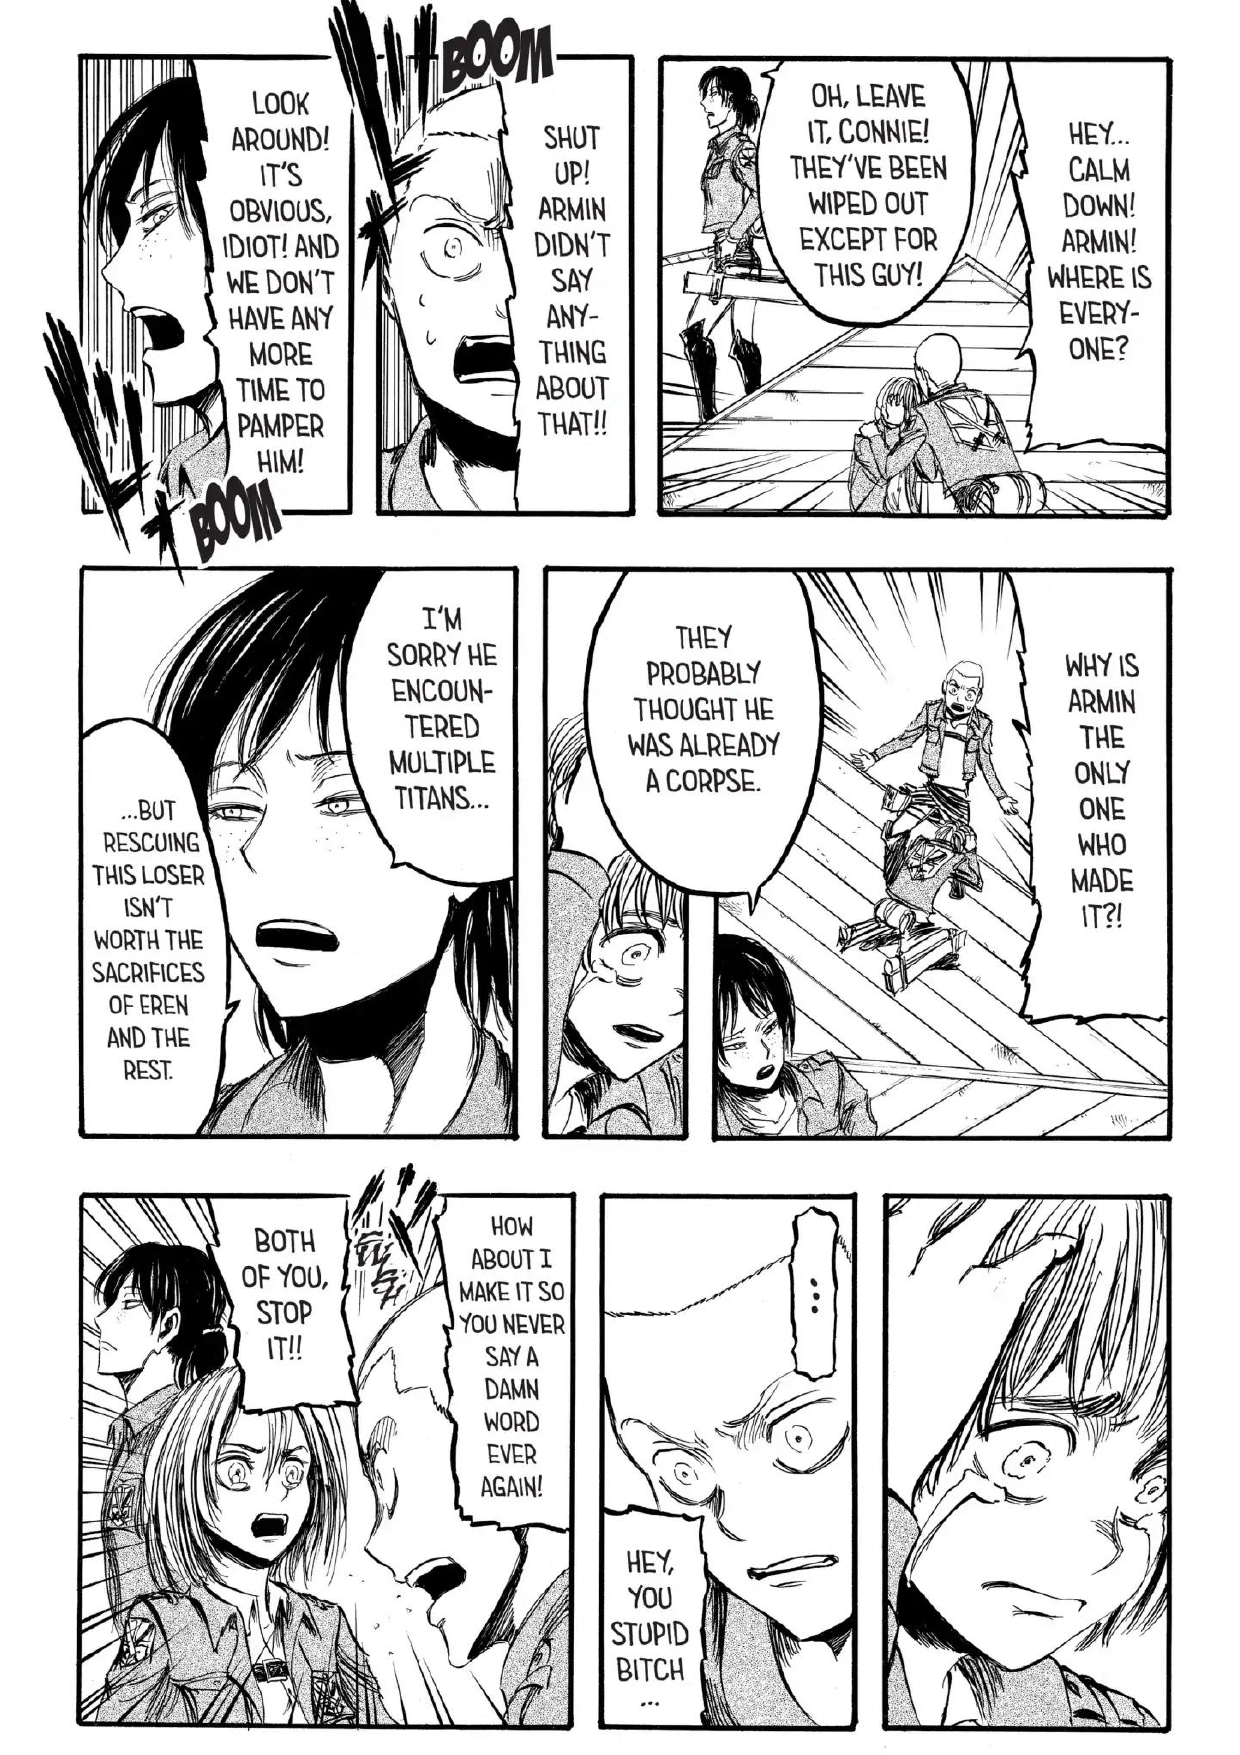 HEY...
CALM
DOWN!
ARMIN!
WHERE IS
EVERY-
ONE?
OH, LEAVE
IT, CONNIE!
THEY'VE BEEN
WIPED OUT
EXCEPT FOR
THIS GUY!
BOOM
SHUT
UP!
ARMIN
DIDN'T
SAY
ANY-
THING
ABOUT
THAT!!
LOOK
AROUND!
IT'S
OBVIOUS,
IDIOT! AND
WE DON'T
HAVE ANY
MORE
TIME TO
PAMPER
HIM!
BOOM
WHY IS
ARMIN
THE
ONLY
ONE
WHO
MADE
IT?!
THEY
PROBABLY
THOUGHT HE
WAS ALREADY
A CORPSE.
I'M
SORRY HE
ENCOUN-
TERED
MULTIPLE
TITANS...
...BUT
RESCUING
THIS LOSER
ISN'T
WORTH THE
SACRIFICES
OF EREN
AND THE
REST.
...
HEY,
YOU
STUPID
BITCH
...
HOW
ABOUT I
MAKE IT SO
YOU NEVER
SAY A
DAMN
WORD
EVER
AGAIN!
BOTH
OF YOU,
STOP
IT!!